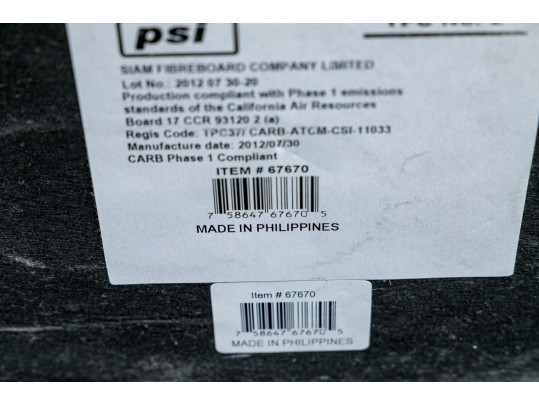 psi
SIAM FIBREBOARD COMPANY LIMITED
Lot No.: 2012 07 30-20
Production compliant with Phase 1 emissions
standards of the California Air Resources
Board 17 CCR 93120 2 (a)
Regis Code: TPC37/ CARB-ATCM-CSI-11033
Manufacture date: 2012/07/30
CARB Phase 1 Compliant
ITEM # 67670
7 58647 67670 5
MADE IN PHILIPPINES
Item # 67670
7 58647 67670 5
MADE IN PHILIPPINES